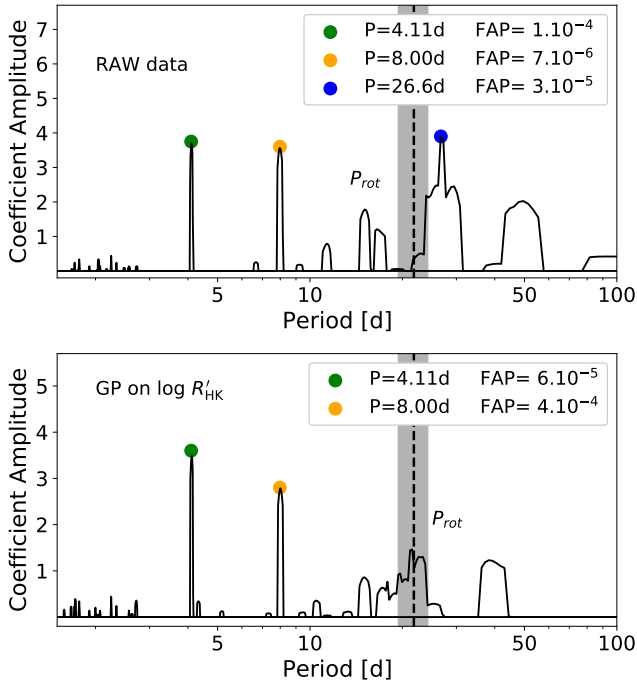 7
6
5
4
3
2
1
Coefficient Amplitude
RAW data
P=4.11d FAP= 1.10⁻⁴
P=8.00d FAP= 7.10⁻⁶
P=26.6d FAP= 3.10⁻⁵
P_rot
5 10 50 100
Period [d]
5
4
3
2
1
Coefficient Amplitude
GP on log R′_HK
P=4.11d FAP= 6.10⁻⁵
P=8.00d FAP= 4.10⁻⁴
P_rot
5 10 50 100
Period [d]